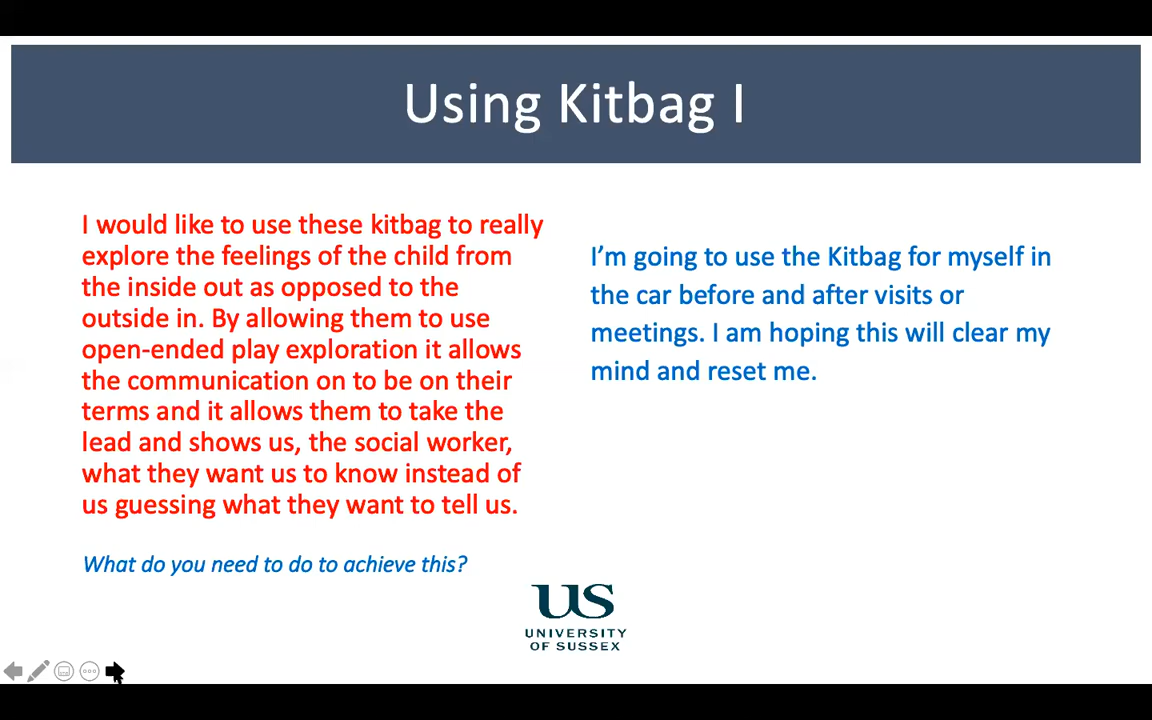 Using Kitbag I
I would like to use these kitbag to really
explore the feelings of the child from
the inside out as opposed to the
outside in. By allowing them to use
open-ended play exploration it allows
the communication on to be on their
terms and it allows them to take the
lead and shows us, the social worker,
what they want us to know instead of
us guessing what they want to tell us.
What do you need to do to achieve this?
I’m going to use the Kitbag for myself in
the car before and after visits or
meetings. I am hoping this will clear my
mind and reset me.
US
UNIVERSITY
OF SUSSEX